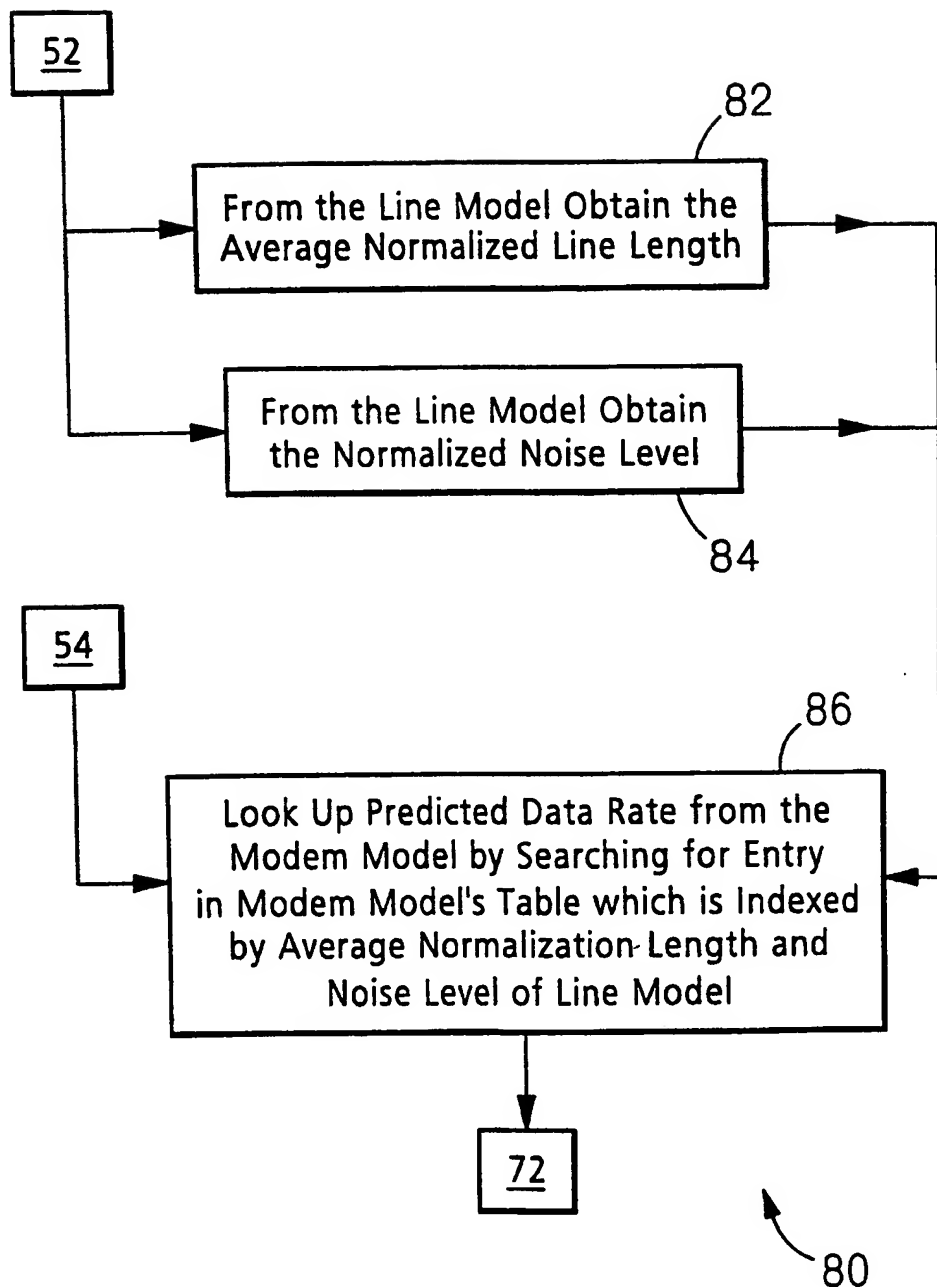 52
82
From the Line Model Obtain the
Average Normalized Line Length
From the Line Model Obtain
the Normalized Noise Level
84
54
86
Look Up Predicted Data Rate from the
Modem Model by Searching for Entry
in Modem Model's Table which is Indexed
by Average Normalization Length and
Noise Level of Line Model
72
80